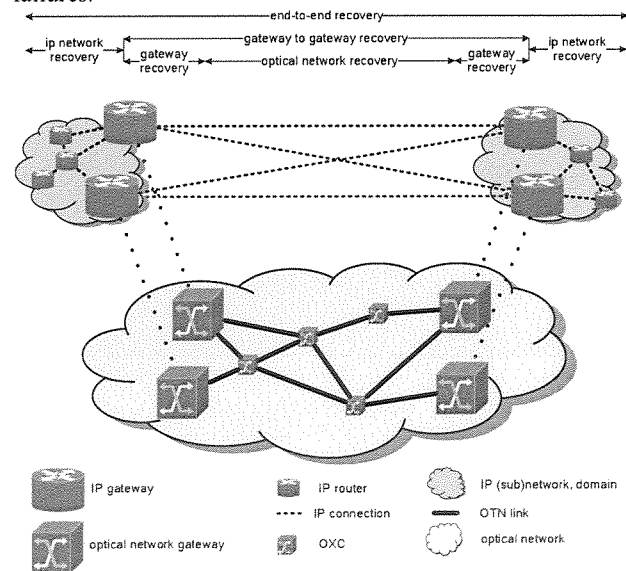 failures.
end-to-end recovery
ip network recovery
gateway to gateway recovery
ip network recovery
gateway recovery
optical network recovery
gateway recovery
IP gateway
IP router
IP (sub)network, domain
IP connection
OTN link
optical network gateway
OXC
optical network